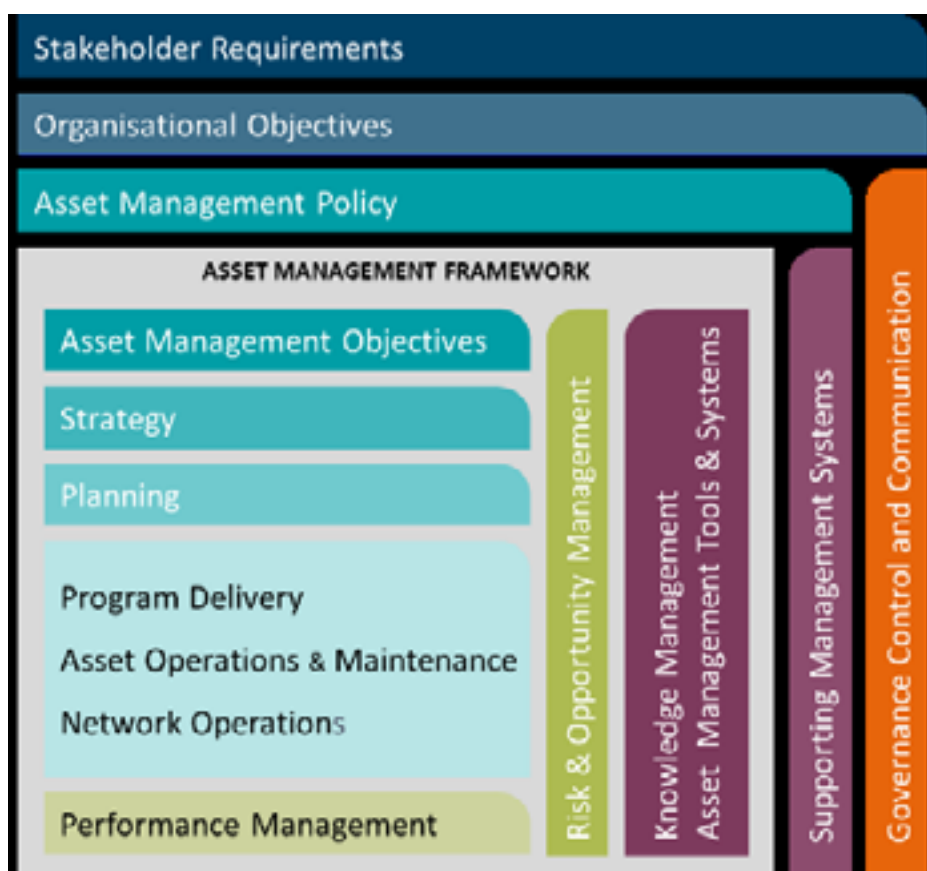 Stakeholder Requirements
Organisational Objectives
Asset Management Policy
ASSET MANAGEMENT FRAMEWORK
Asset Management Objectives
Strategy
Planning
Program Delivery
Asset Operations & Maintenance
Network Operations
Performance Management
Risk & Opportunity Management
Knowledge Management
Asset Management Tools & Systems
Supporting Management Systems
Governance Control and Communication